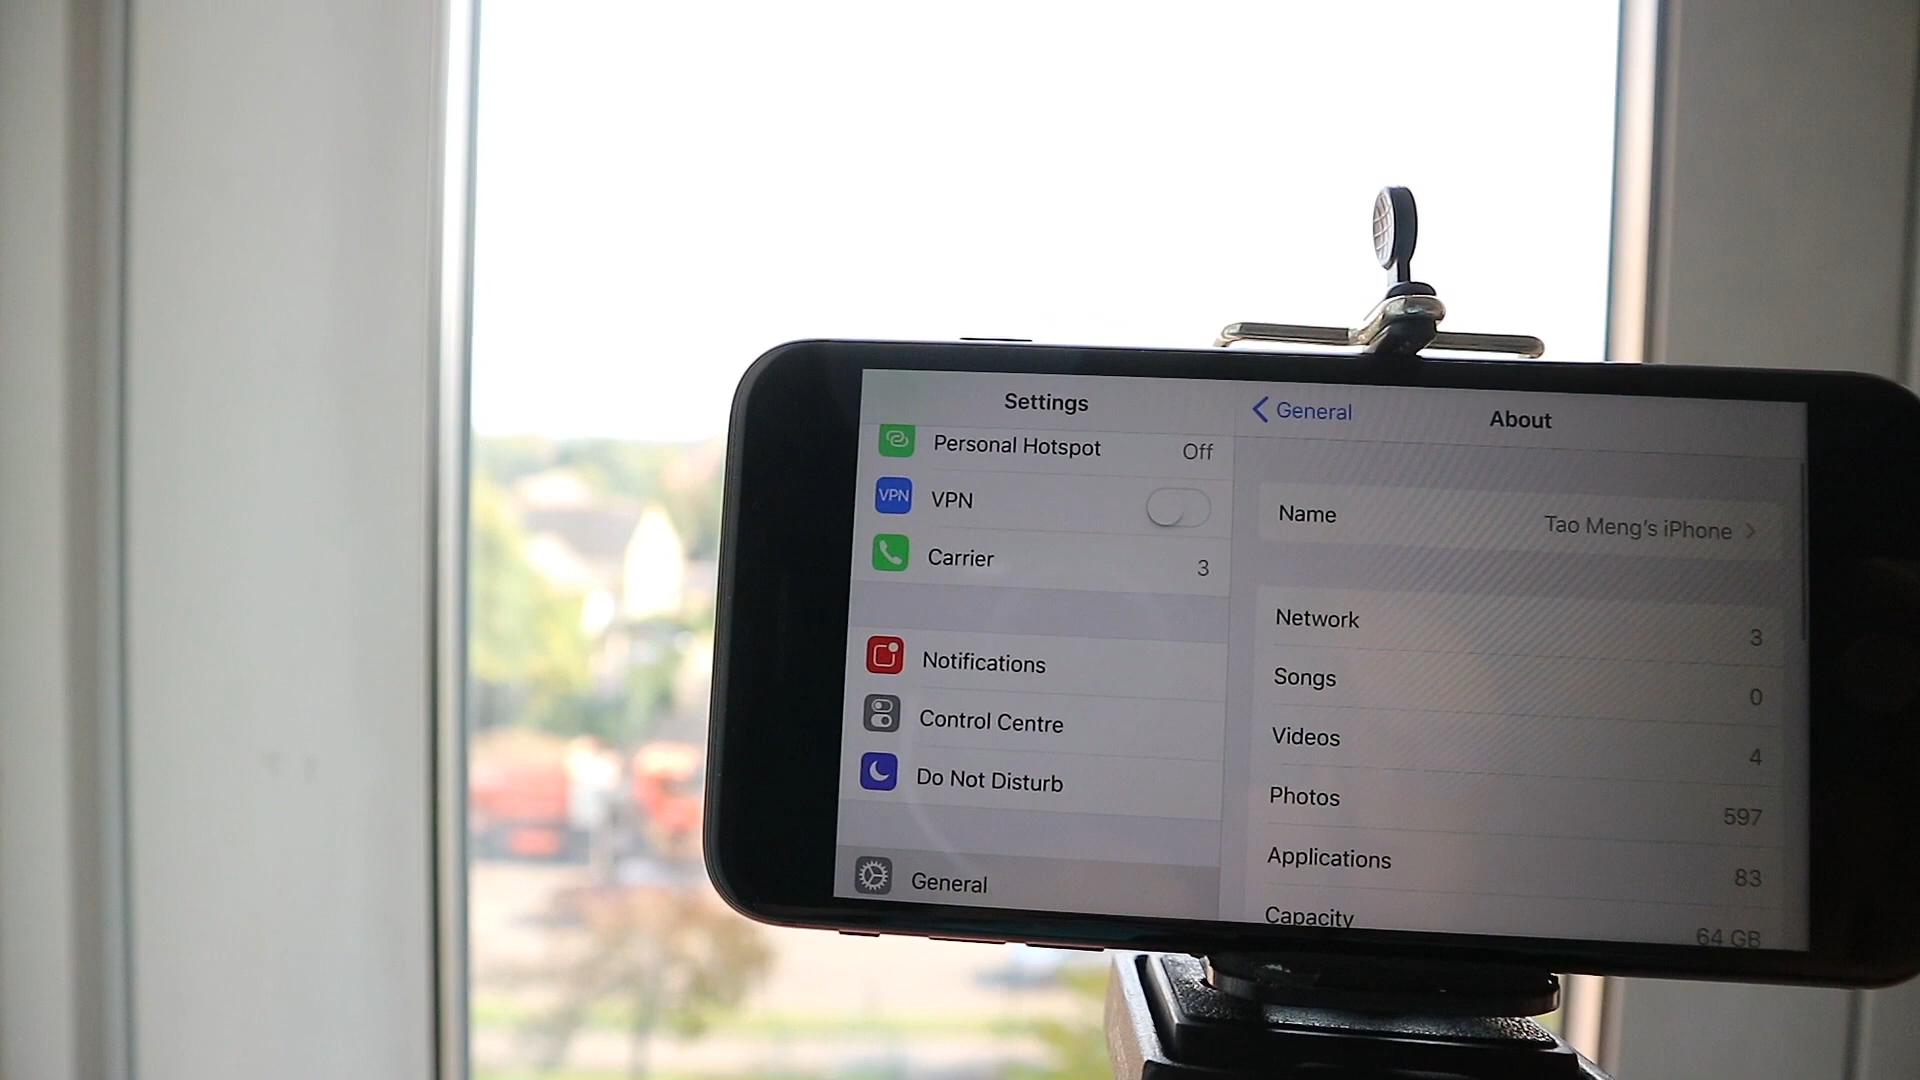 Settings
Personal Hotspot Off
VPN VPN
Carrier 3
Notifications
Control Centre
Do Not Disturb
General
General
About
Name Tao Meng's iPhone
Network 3
Songs 0
Videos 4
Photos 597
Applications 83
Capacity 64 GB